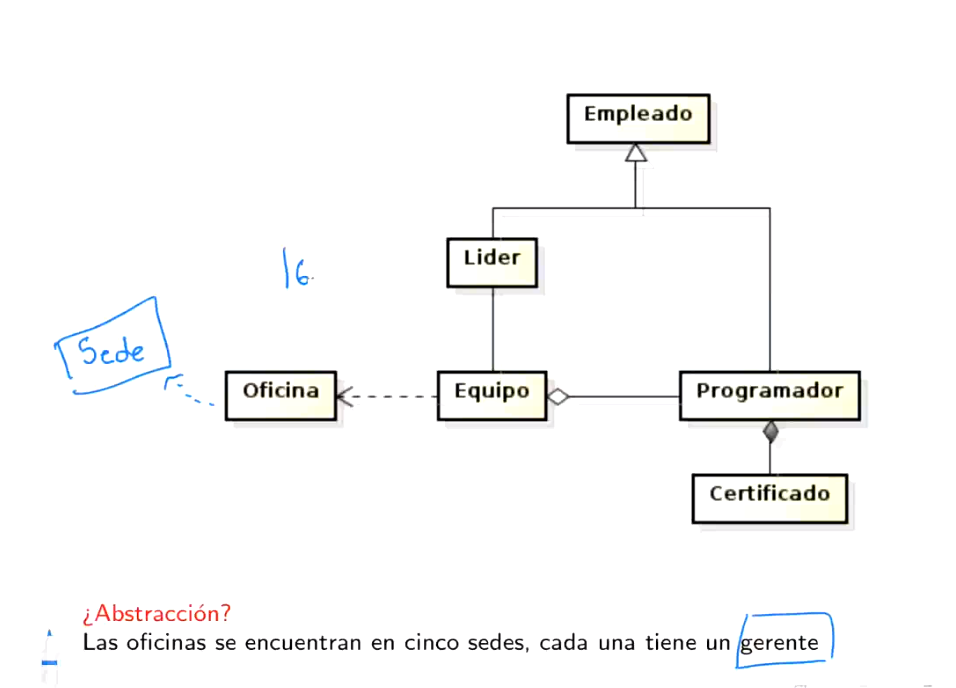 Empleado
Lider
16.
Sede
Oficina
Equipo
Programador
Certificado
¿Abstracción?
Las oficinas se encuentran en cinco sedes, cada una tiene un gerente